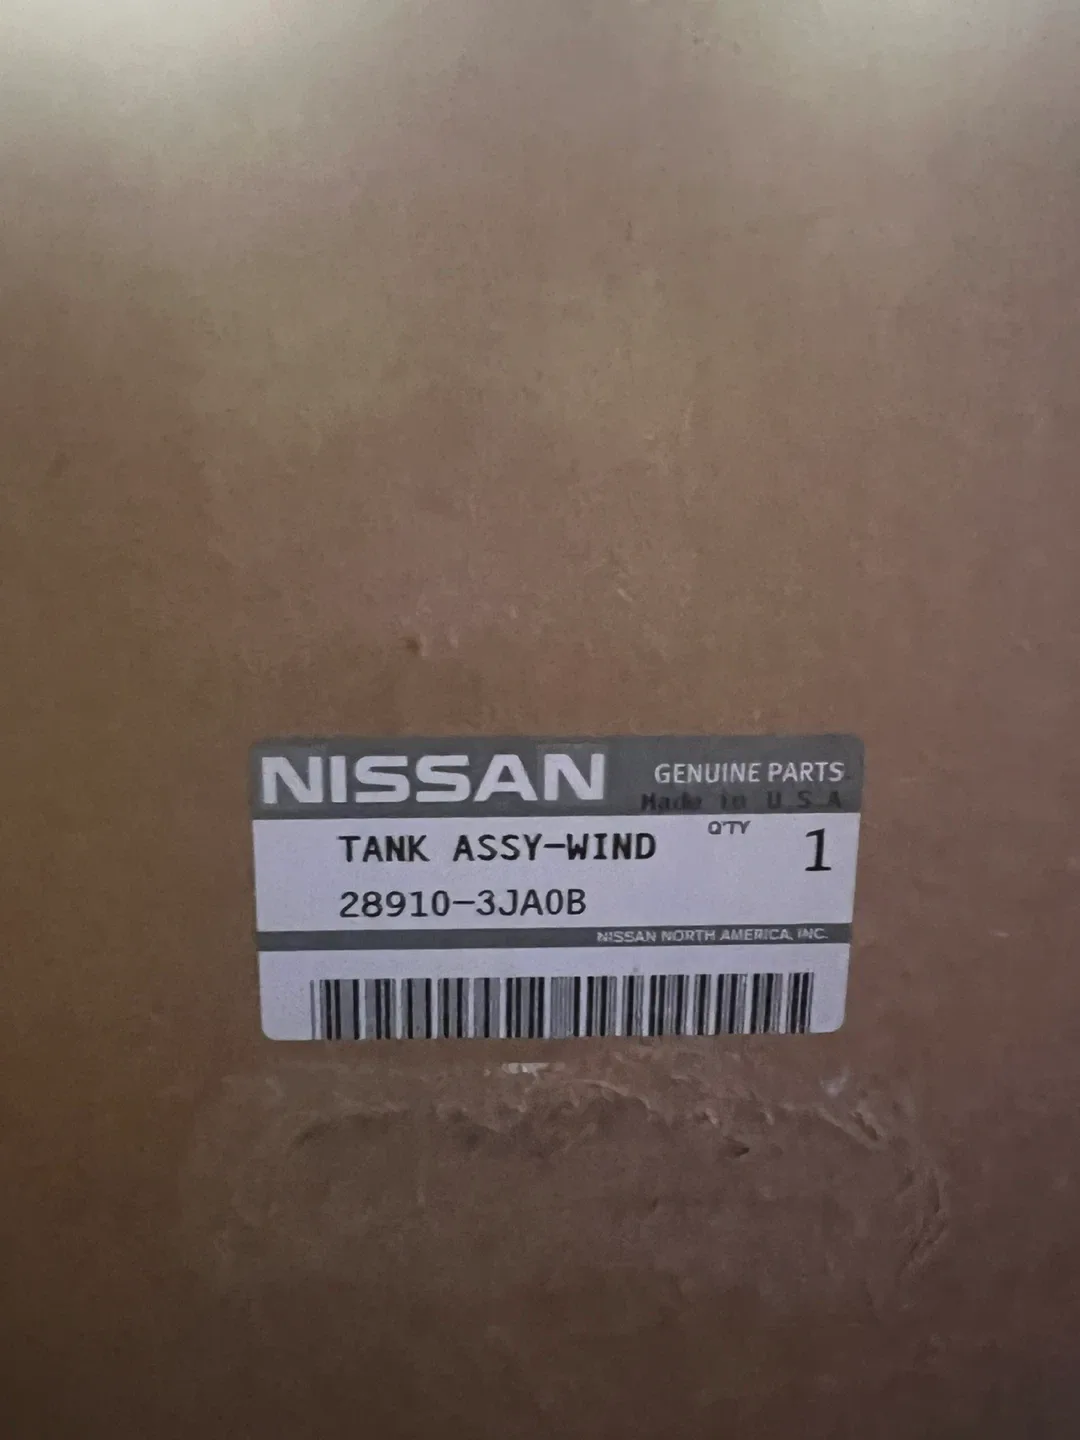 NISSAN
GENUINE PARTS
Made in U S A
TANK ASSY-WIND
Q'TY
1
28910-3JA0B
NISSAN NORTH AMERICA, INC.